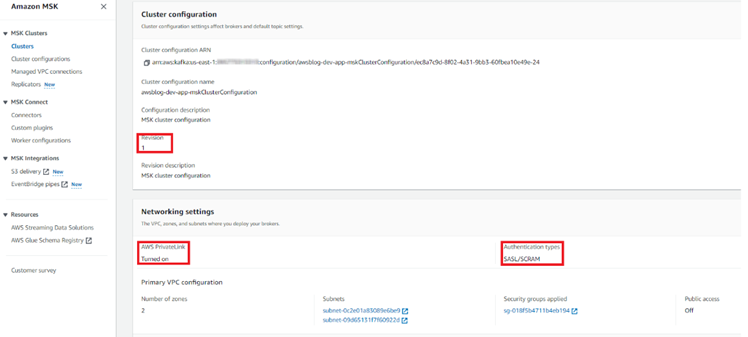 Amazon MSK
MSK Clusters
Clusters
Cluster configurations
Managed VPC connections
Replicators New
MSK Connect
Connectors
Custom plugins
Worker configurations
MSK Integrations
S3 delivery New
EventBridge pipes New
Resources
AWS Streaming Data Solutions
AWS Glue Schema Registry
Customer survey
Cluster configuration
Cluster configuration settings affect brokers and default topic settings.
Cluster configuration ARN
arn:aws:kafka:us-east-1: :configuration/awsblog-dev-app-mskClusterConfiguration/ec8a7c9d-8f02-4a31-9bb3-60fbea10e49e-24
Cluster configuration name
awsblog-dev-app-mskClusterConfiguration
Configuration description
MSK cluster configuration
Revision
1
Revision description
MSK cluster configuration
Networking settings
The VPC, zones, and subnets where you deploy your brokers.
AWS PrivateLink
Turned on
Authentication types
SASL/SCRAM
Primary VPC configuration
Number of zones
2
Subnets
subnet-0c2e01a83089e6be9
subnet-09d65151f7f60922d
Security groups applied
sg-018f5b4711b4eb194
Public access
Off